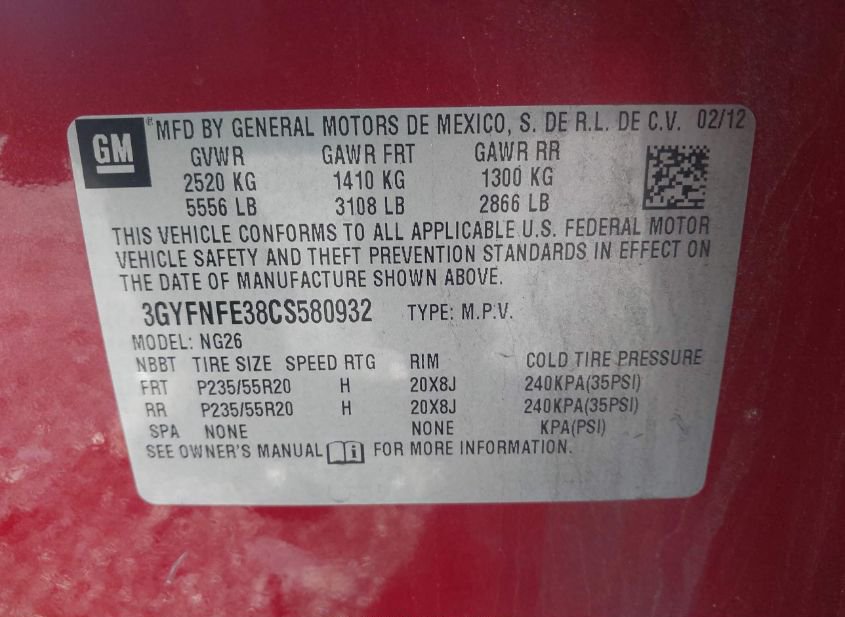 GM ® MFD BY GENERAL MOTORS DE MEXICO, S. DE R.L. DE C.V. 02/12
GVWR GAWR FRT GAWR RR
2520 KG 1410 KG 1300 KG
5556 LB 3108 LB 2866 LB
THIS VEHICLE CONFORMS TO ALL APPLICABLE U.S. FEDERAL MOTOR
VEHICLE SAFETY AND THEFT PREVENTION STANDARDS IN EFFECT ON
THE DATE OF MANUFACTURE SHOWN ABOVE.
3GYFNFE38CS580932 TYPE: M.P.V.
MODEL: NG26
NBBT TIRE SIZE SPEED RTG RIM COLD TIRE PRESSURE
FRT P235/55R20 H 20X8J 240KPA(35PSI)
RR P235/55R20 H 20X8J 240KPA(35PSI)
SPA NONE NONE KPA(PSI)
SEE OWNER'S MANUAL i FOR MORE INFORMATION.